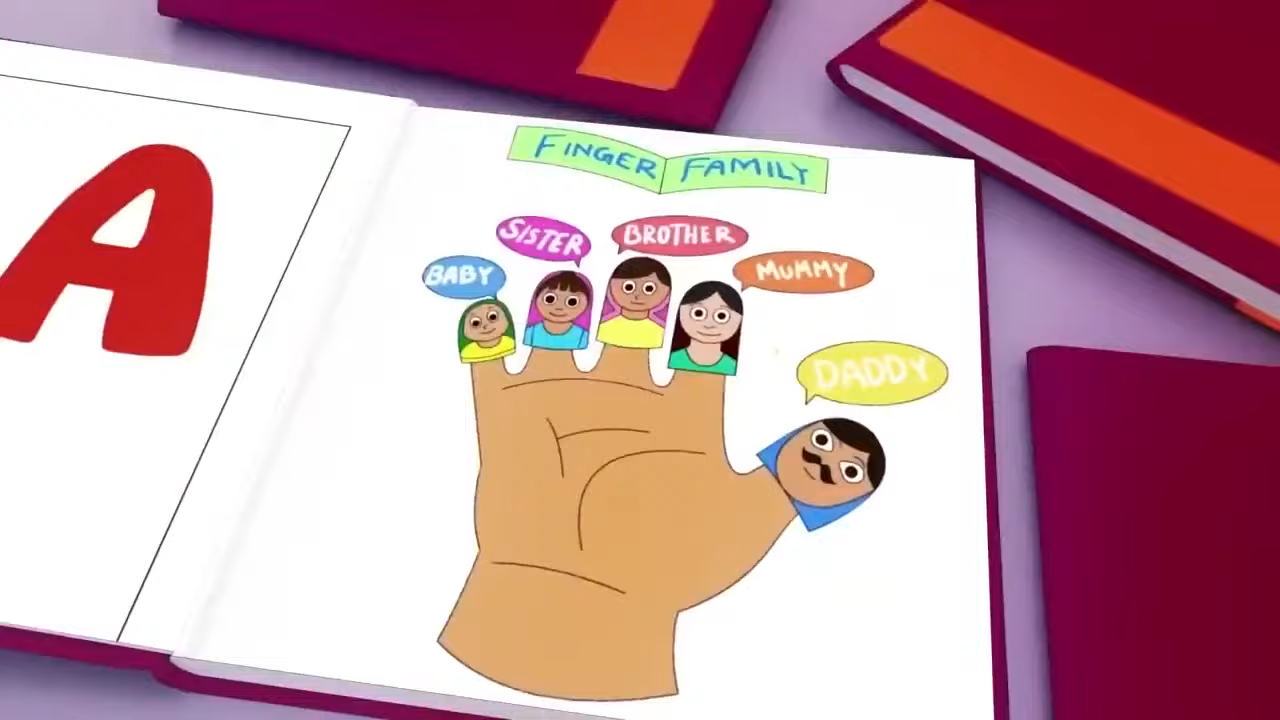 A
FINGER FAMILY
SISTER
BROTHER
BABY
MUMMY
DADDY